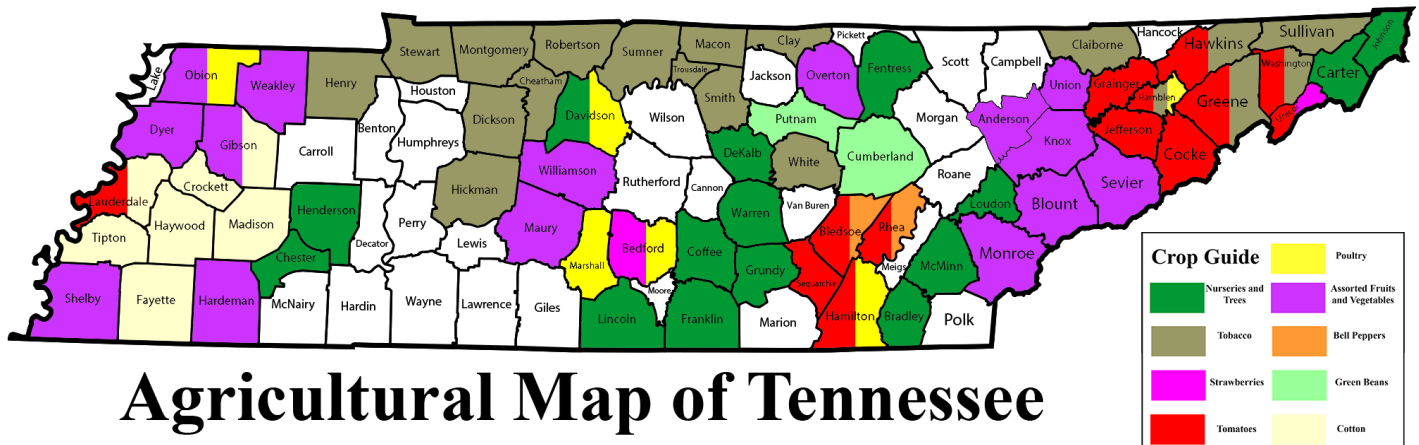 Lake
Obion
Weakley
Henry
Stewart
Montgomery
Robertson
Sumner
Macon
Trousdale
Clay
Pickett
Jackson
Overton
Fentress
Scott
Campbell
Claiborne
Hancock
Hawkins
Sullivan
Johnson
Carter
Washington
Unicoi
Greene
Hamblen
Grainger
Union
Anderson
Knox
Jefferson
Cocke
Sevier
Blount
Monroe
Loudon
Roane
Morgan
Cumberland
Putnam
White
DeKalb
Smith
Wilson
Davidson
Cheatham
Dickson
Houston
Humphreys
Benton
Carroll
Gibson
Dyer
Crockett
Lauderdale
Haywood
Madison
Henderson
Tipton
Chester
Decator
Perry
Hickman
Williamson
Rutherford
Cannon
Warren
Van Buren
Bledsoe
Rhea
Meigs
McMinn
Polk
Bradley
Hamilton
Sequatchie
Marion
Grundy
Coffee
Franklin
Moore
Bedford
Marshall
Lincoln
Maury
Lewis
Giles
Lawrence
Wayne
Hardin
McNairy
Hardeman
Fayette
Shelby
Agricultural Map of Tennessee
Crop Guide
Poultry
Nurseries and
Trees
Assorted Fruits
and Vegetables
Tobacco
Bell Peppers
Strawberries
Green Beans
Tomatoes
Cotton